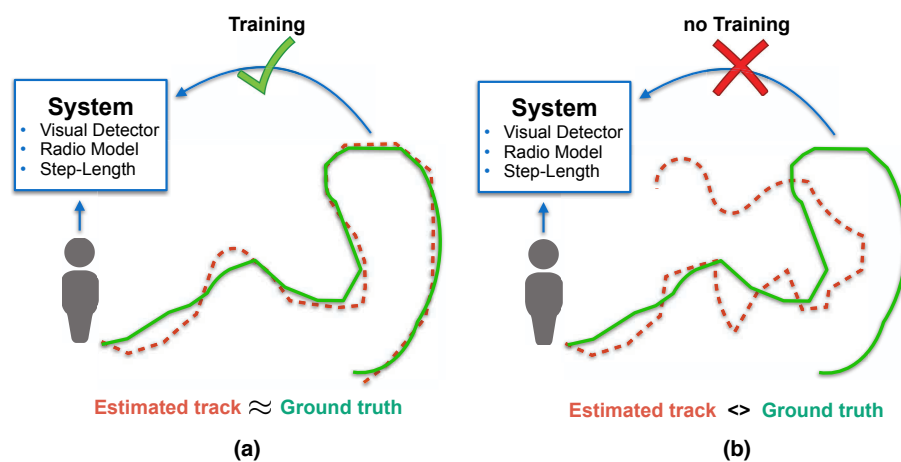 Training
System
• Visual Detector
• Radio Model
• Step-Length
Estimated track ≈ Ground truth
(a)
no Training
System
• Visual Detector
• Radio Model
• Step-Length
Estimated track <> Ground truth
(b)